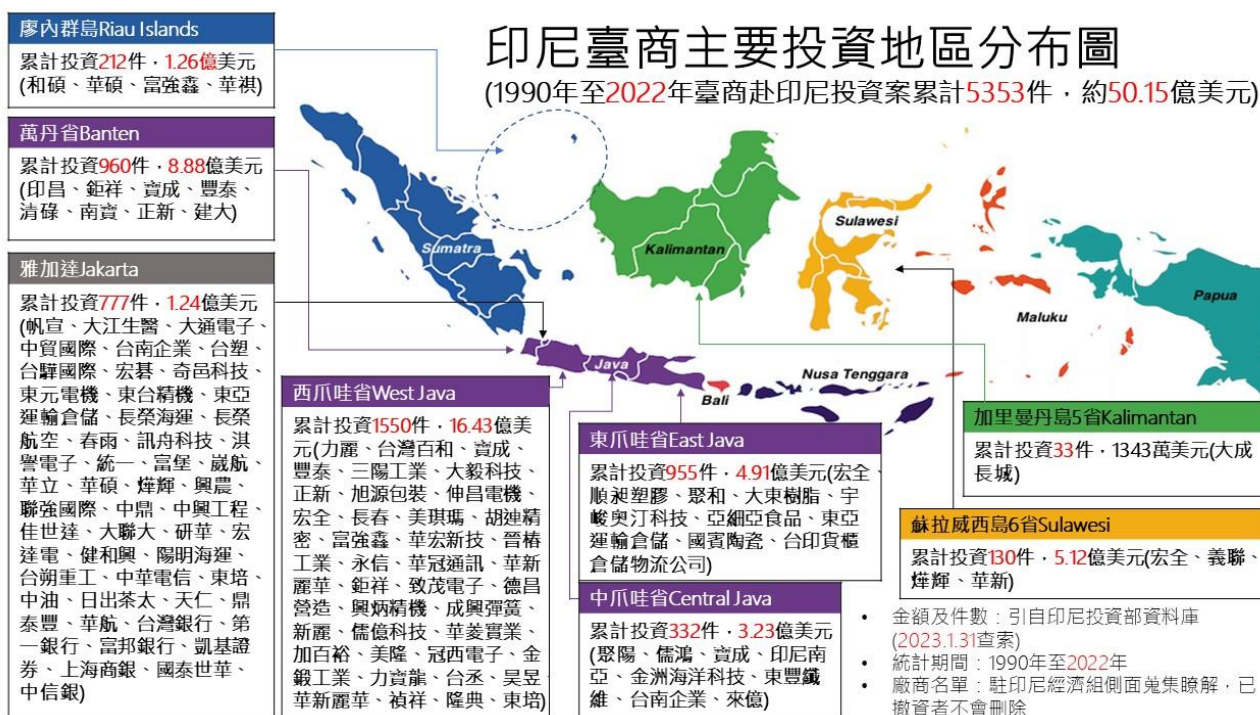 印尼臺商主要投資地區分布圖
(1990年至2022年臺商赴印尼投資案累計5353件，約50.15億美元)
廖內群島Riau Islands
累計投資212件，1.26億美元
(和碩、華碩、富強鑫、華祺)
萬丹省Banten
累計投資960件，8.88億美元
(印昌、鉅祥、寶成、豐泰、
清祿、南寶、正新、建大)
雅加達Jakarta
累計投資777件，1.24億美元
(帆宣、大江生醫、大通電子、
中貿國際、台南企業、台塑、
台驊國際、宏碁、奇邑科技、
東元電機、東台精機、東亞
運輸倉儲、長榮海運、長榮
航空、春雨、訊舟科技、淇
譽電子、統一、富堡、崴航、
華立、華碩、燁輝、興農、
聯強國際、中鼎、中興工程、
佳世達、大聯大、研華、宏
達電、健和興、陽明海運、
台朔重工、中華電信、東培、
中油、日出茶太、天仁、鼎
泰豐、華航、台灣銀行、第
一銀行、富邦銀行、凱基證
券、上海商銀、國泰世華、
中信銀)
西爪哇省West Java
累計投資1550件，16.43億美
元(力麗、台灣百和、寶成、
豐泰、三陽工業、大毅科技、
正新、旭源包裝、伸昌電機、
宏全、長春、美琪瑪、胡連精
密、富強鑫、華宏新技、晉椿
工業、永信、華冠通訊、華新
麗華、鉅祥、致茂電子、德昌
營造、興炳精機、成興彈簧、
新麗、儒億科技、華菱實業、
加百裕、美隆、冠西電子、金
鍛工業、力寶龍、台丞、昊昱
華新麗華、禎祥、隆典、東培)
東爪哇省East Java
累計投資955件，4.91億美元(宏全、
順昶塑膠、聚和、大東樹脂、宇
峻奧汀科技、亞細亞食品、東亞
運輸倉儲、國賓陶瓷、台印貨櫃
倉儲物流公司)
中爪哇省Central Java
累計投資332件，3.23億美元
(聚陽、儒鴻、寶成、印尼南
亞、金洲海洋科技、東豐纖
維、台南企業、來億)
加里曼丹島5省Kalimantan
累計投資33件，1343萬美元(大成
長城)
蘇拉威西島6省Sulawesi
累計投資130件，5.12億美元(宏全、義聯、
燁輝、華新)
• 金額及件數：引自印尼投資部資料庫
(2023.1.31查索)
• 統計期間：1990年至2022年
• 廠商名單：駐印尼經濟組側面蒐集瞭解，已
撤資者不會刪除
Sumatra
Kalimantan
Sulawesi
Papua
Maluku
Java
Nusa Tenggara
Bali